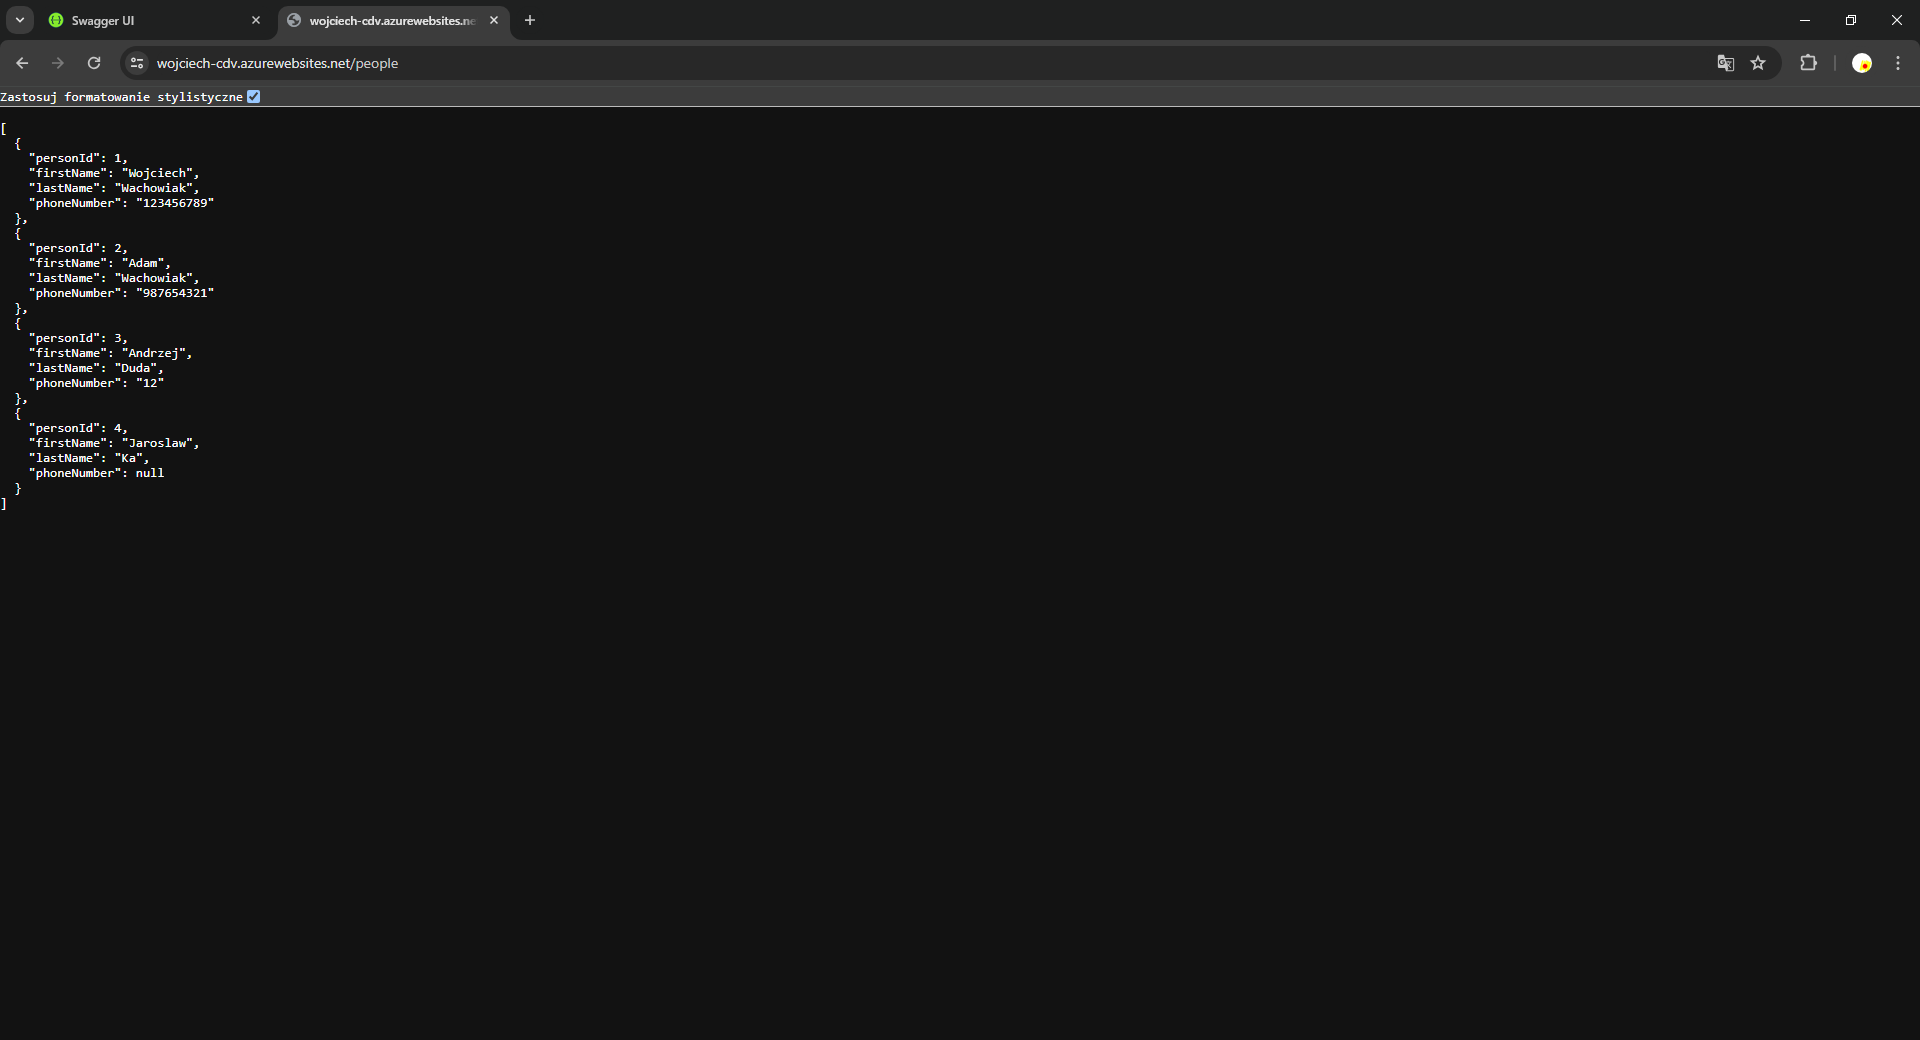 Swagger UI
wojciech-cdv.azurewebsites.ne
wojciech-cdv.azurewebsites.net/people
Zastosuj formatowanie stylistyczne
[
  {
    "personId": 1,
    "firstName": "Wojciech",
    "lastName": "Wachowiak",
    "phoneNumber": "123456789"
  },
  {
    "personId": 2,
    "firstName": "Adam",
    "lastName": "Wachowiak",
    "phoneNumber": "987654321"
  },
  {
    "personId": 3,
    "firstName": "Andrzej",
    "lastName": "Duda",
    "phoneNumber": "12"
  },
  {
    "personId": 4,
    "firstName": "Jaroslaw",
    "lastName": "Ka",
    "phoneNumber": null
  }
]